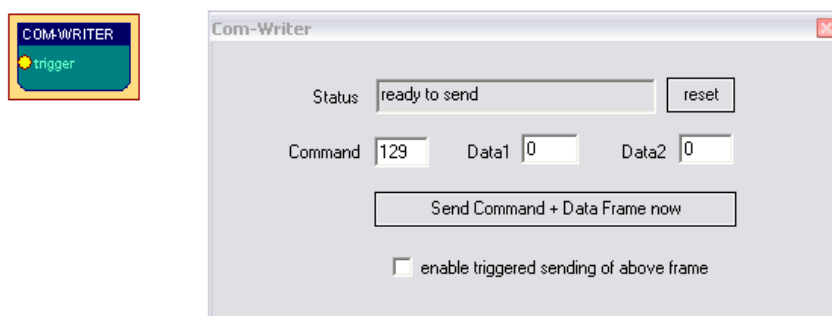 COM-WRITER
trigger
Com-Writer
Status ready to send reset
Command 129 Data1 0 Data2 0
Send Command + Data Frame now
enable triggered sending of above frame